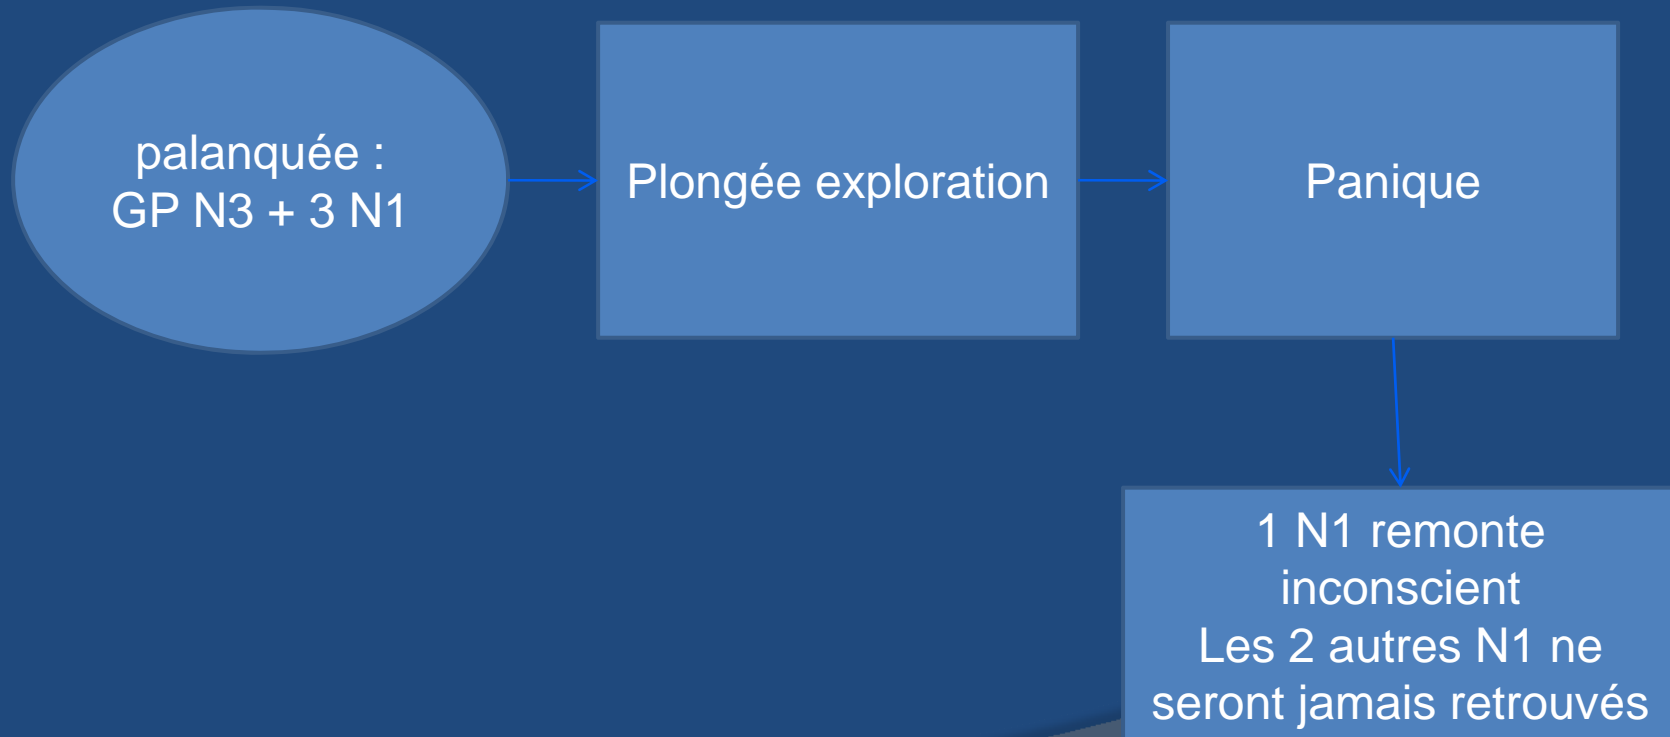 palanquée :
GP N3 + 3 N1
Plongée exploration
Panique
1 N1 remonte
inconscient
Les 2 autres N1 ne
seront jamais retrouvés